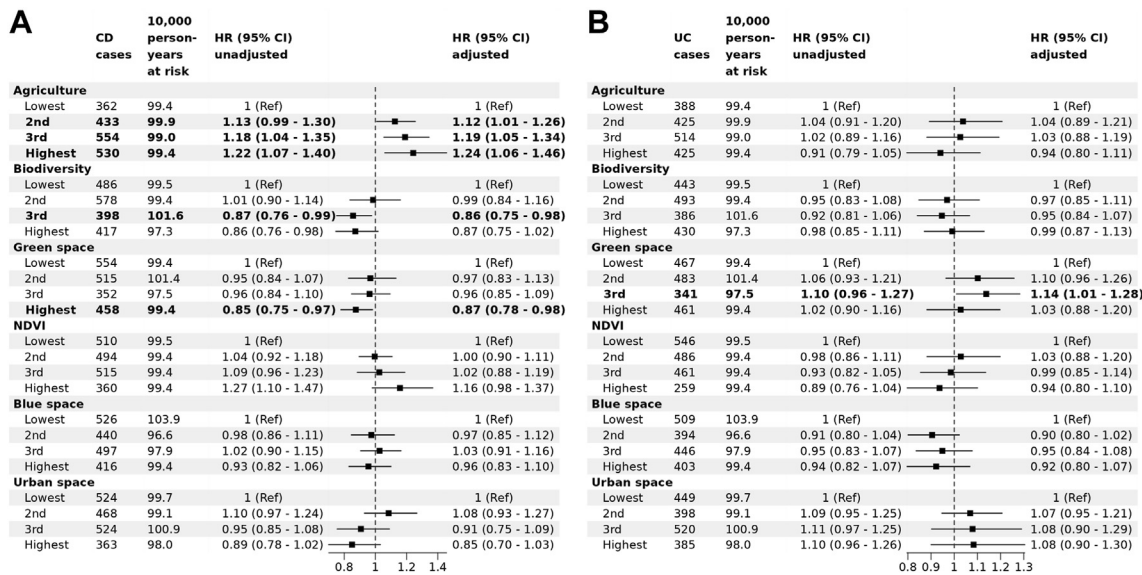 A
CD cases 10,000 person-years at risk HR (95% CI) unadjusted HR (95% CI) adjusted
Agriculture
Lowest 362 99.4 1 (Ref) 1 (Ref)
2nd 433 99.9 1.13 (0.99 - 1.30) 1.12 (1.01 - 1.26)
3rd 554 99.0 1.18 (1.04 - 1.35) 1.19 (1.05 - 1.34)
Highest 530 99.4 1.22 (1.07 - 1.40) 1.24 (1.06 - 1.46)
Biodiversity
Lowest 486 99.5 1 (Ref) 1 (Ref)
2nd 578 99.4 1.01 (0.90 - 1.14) 0.99 (0.84 - 1.16)
3rd 398 101.6 0.87 (0.76 - 0.99) 0.86 (0.75 - 0.98)
Highest 417 97.3 0.86 (0.76 - 0.98) 0.87 (0.75 - 1.02)
Green space
Lowest 554 99.4 1 (Ref) 1 (Ref)
2nd 515 101.4 0.95 (0.84 - 1.07) 0.97 (0.83 - 1.13)
3rd 352 97.5 0.96 (0.84 - 1.10) 0.96 (0.85 - 1.09)
Highest 458 99.4 0.85 (0.75 - 0.97) 0.87 (0.78 - 0.98)
NDVI
Lowest 510 99.5 1 (Ref) 1 (Ref)
2nd 494 99.4 1.04 (0.92 - 1.18) 1.00 (0.90 - 1.11)
3rd 515 99.4 1.09 (0.96 - 1.23) 1.02 (0.88 - 1.19)
Highest 360 99.4 1.27 (1.10 - 1.47) 1.16 (0.98 - 1.37)
Blue space
Lowest 526 103.9 1 (Ref) 1 (Ref)
2nd 440 96.6 0.98 (0.86 - 1.11) 0.97 (0.85 - 1.12)
3rd 497 97.9 1.02 (0.90 - 1.15) 1.03 (0.91 - 1.16)
Highest 416 99.4 0.93 (0.82 - 1.06) 0.96 (0.83 - 1.10)
Urban space
Lowest 524 99.7 1 (Ref) 1 (Ref)
2nd 468 99.1 1.10 (0.97 - 1.24) 1.08 (0.93 - 1.27)
3rd 524 100.9 0.95 (0.85 - 1.08) 0.91 (0.75 - 1.09)
Highest 363 98.0 0.89 (0.78 - 1.02) 0.85 (0.70 - 1.03)
0.8 1 1.2 1.4
B
UC cases 10,000 person-years at risk HR (95% CI) unadjusted HR (95% CI) adjusted
Agriculture
Lowest 388 99.4 1 (Ref) 1 (Ref)
2nd 425 99.9 1.04 (0.91 - 1.20) 1.04 (0.89 - 1.21)
3rd 514 99.0 1.02 (0.89 - 1.16) 1.03 (0.88 - 1.19)
Highest 425 99.4 0.91 (0.79 - 1.05) 0.94 (0.80 - 1.11)
Biodiversity
Lowest 443 99.5 1 (Ref) 1 (Ref)
2nd 493 99.4 0.95 (0.83 - 1.08) 0.97 (0.85 - 1.11)
3rd 386 101.6 0.92 (0.81 - 1.06) 0.95 (0.84 - 1.07)
Highest 430 97.3 0.98 (0.85 - 1.11) 0.99 (0.87 - 1.13)
Green space
Lowest 467 99.4 1 (Ref) 1 (Ref)
2nd 483 101.4 1.06 (0.93 - 1.21) 1.10 (0.96 - 1.26)
3rd 341 97.5 1.10 (0.96 - 1.27) 1.14 (1.01 - 1.28)
Highest 461 99.4 1.02 (0.90 - 1.16) 1.03 (0.88 - 1.20)
NDVI
Lowest 546 99.5 1 (Ref) 1 (Ref)
2nd 486 99.4 0.98 (0.86 - 1.11) 1.03 (0.88 - 1.20)
3rd 461 99.4 0.93 (0.82 - 1.05) 0.99 (0.85 - 1.14)
Highest 259 99.4 0.89 (0.76 - 1.04) 0.94 (0.80 - 1.10)
Blue space
Lowest 509 103.9 1 (Ref) 1 (Ref)
2nd 394 96.6 0.91 (0.80 - 1.04) 0.90 (0.80 - 1.02)
3rd 446 97.9 0.95 (0.83 - 1.07) 0.95 (0.84 - 1.08)
Highest 403 99.4 0.94 (0.82 - 1.07) 0.92 (0.80 - 1.07)
Urban space
Lowest 449 99.7 1 (Ref) 1 (Ref)
2nd 398 99.1 1.09 (0.95 - 1.25) 1.07 (0.95 - 1.21)
3rd 520 100.9 1.11 (0.97 - 1.25) 1.08 (0.90 - 1.29)
Highest 385 98.0 1.10 (0.96 - 1.26) 1.08 (0.90 - 1.30)
0.8 0.9 1 1.1 1.2 1.3